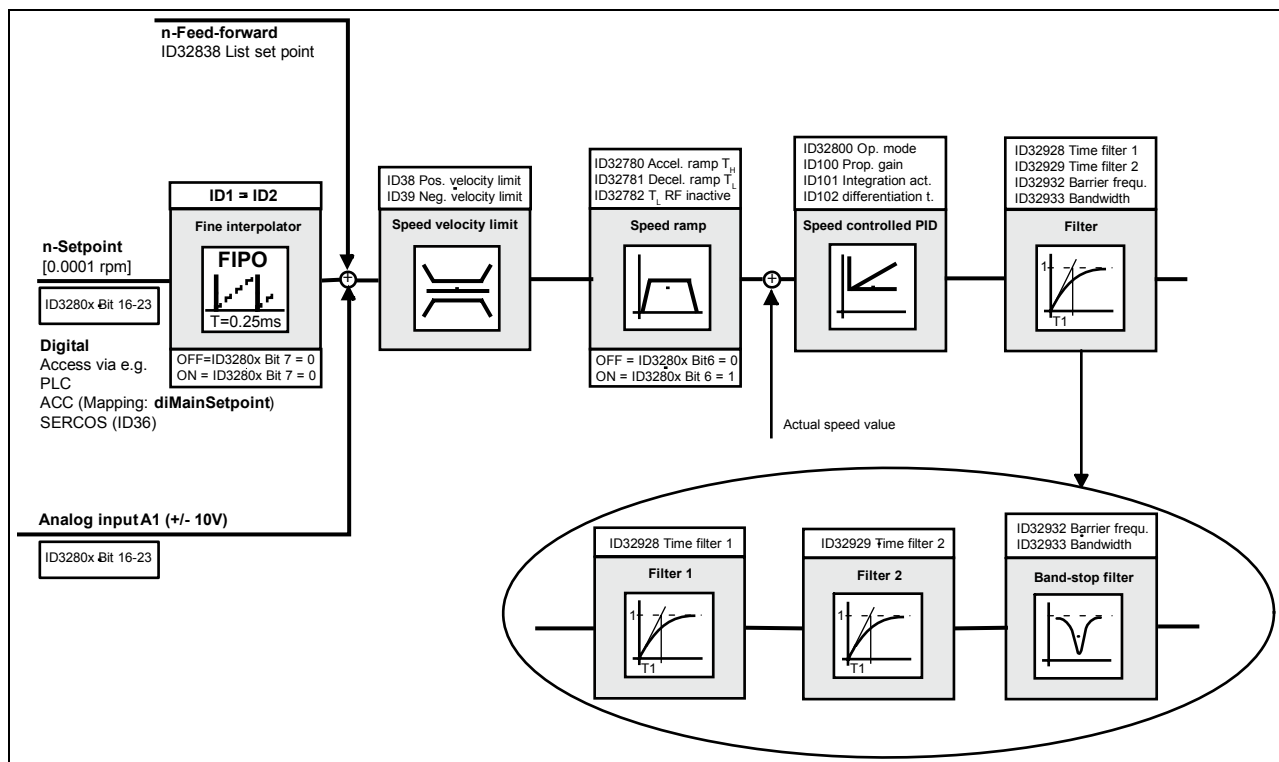 n-Feed-forward
ID32838 List set point
ID1 = ID2
Fine interpolator
FIPO
T=0.25ms
OFF=ID3280x Bit 7 = 0
ON = ID3280x Bit 7 = 0
n-Setpoint
[0.0001 rpm]
ID3280x Bit 16-23
Digital
Access via e.g.
PLC
ACC (Mapping: diMainSetpoint)
SERCOS (ID36)
Analog input A1 (+/- 10V)
ID3280x Bit 16-23
ID38 Pos. velocity limit
ID39 Neg. velocity limit
Speed velocity limit
ID32780 Accel. ramp TH
ID32781 Decel. ramp TL
ID32782 TL RF inactive
Speed ramp
OFF = ID3280x Bit6 = 0
ON = ID3280x Bit 6 = 1
Actual speed value
ID32800 Op. mode
ID100 Prop. gain
ID101 Integration act.
ID102 differentiation t.
Speed controlled PID
ID32928 Time filter 1
ID32929 Time filter 2
ID32932 Barrier frequ.
ID32933 Bandwidth
Filter
1
T1
ID32928 Time filter 1
Filter 1
1
T1
ID32929 Time filter 2
Filter 2
1
T1
ID32932 Barrier frequ.
ID32933 Bandwidth
Band-stop filter
1